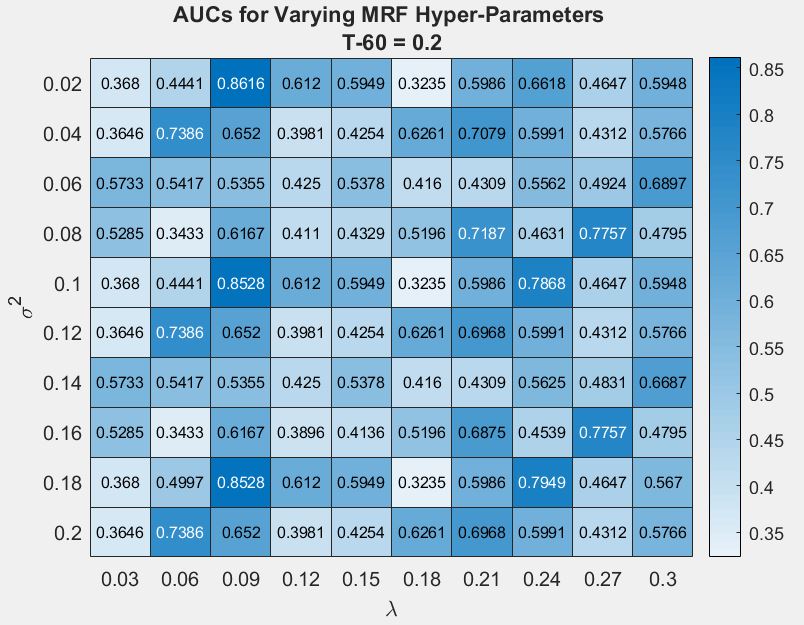 AUCs for Varying MRF Hyper-Parameters
T-60 = 0.2
0.02 0.368 0.4441 0.8616 0.612 0.5949 0.3235 0.5986 0.6618 0.4647 0.5948
0.04 0.3646 0.7386 0.652 0.3981 0.4254 0.6261 0.7079 0.5991 0.4312 0.5766
0.06 0.5733 0.5417 0.5355 0.425 0.5378 0.416 0.4309 0.5562 0.4924 0.6897
0.08 0.5285 0.3433 0.6167 0.411 0.4329 0.5196 0.7187 0.4631 0.7757 0.4795
0.1 0.368 0.4441 0.8528 0.612 0.5949 0.3235 0.5986 0.7868 0.4647 0.5948
0.12 0.3646 0.7386 0.652 0.3981 0.4254 0.6261 0.6968 0.5991 0.4312 0.5766
0.14 0.5733 0.5417 0.5355 0.425 0.5378 0.416 0.4309 0.5625 0.4831 0.6687
0.16 0.5285 0.3433 0.6167 0.3896 0.4136 0.5196 0.6875 0.4539 0.7757 0.4795
0.18 0.368 0.4997 0.8528 0.612 0.5949 0.3235 0.5986 0.7949 0.4647 0.567
0.2 0.3646 0.7386 0.652 0.3981 0.4254 0.6261 0.6968 0.5991 0.4312 0.5766
0.03 0.06 0.09 0.12 0.15 0.18 0.21 0.24 0.27 0.3
λ
σ²
0.85
0.8
0.75
0.7
0.65
0.6
0.55
0.5
0.45
0.4
0.35